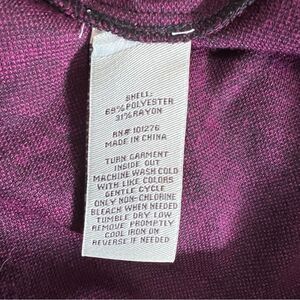 SHELL:
69% POLYESTER
31% RAYON
RN# 101276
MADE IN CHINA
TURN GARMENT
INSIDE OUT
MACHINE WASH COLD
WITH LIKE COLORS
GENTLE CYCLE
ONLY NON-CHLORINE
BLEACH WHEN NEEDED
TUMBLE DRY LOW
REMOVE PROMPTLY
COOL IRON ON
REVERSE IF NEEDED